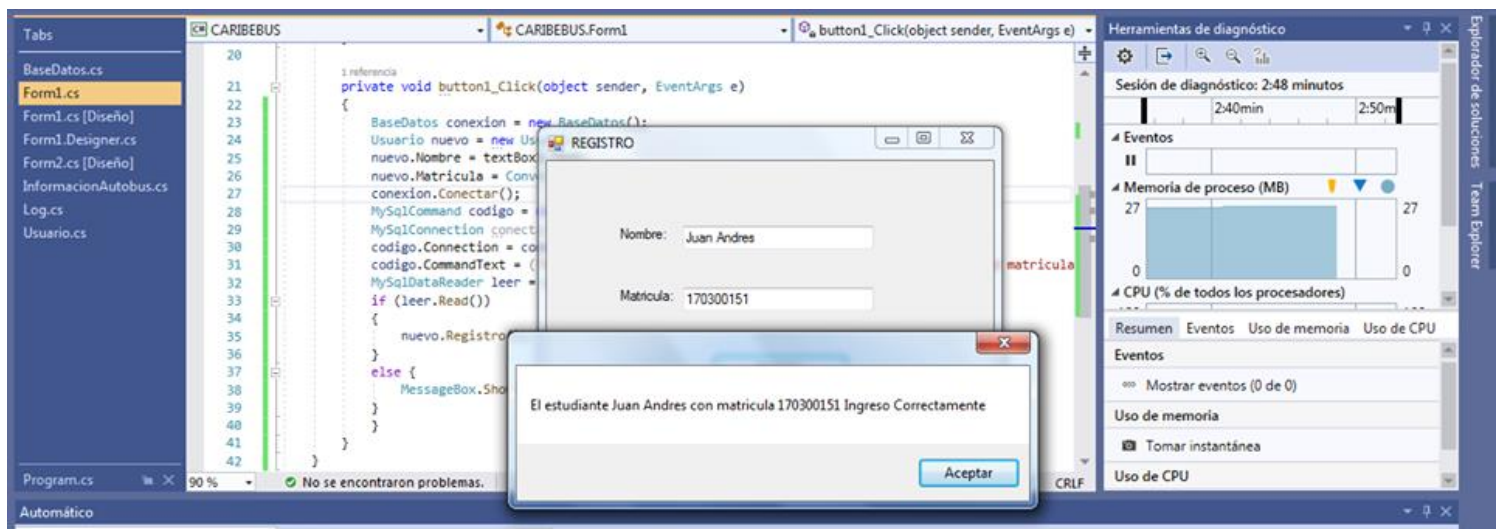 Tabs
BaseDatos.cs
Form1.cs
Form1.cs [Diseño]
Form1.Designer.cs
Form2.cs [Diseño]
InformacionAutobus.cs
Log.cs
Usuario.cs
Program.cs
C# CARIBEBUS
CARIBEBUS.Form1
button1_Click(object sender, EventArgs e)
20
1 referencia
21 private void button1_Click(object sender, EventArgs e)
22 {
23 BaseDatos conexion = new BaseDatos();
24 Usuario nuevo = new Us
25 nuevo.Nombre = textBox
26 nuevo.Matricula = Conv
27 conexion.Conectar();
28 MySqlCommand codigo =
29 MySqlConnection conect
30 codigo.Connection = co
31 codigo.CommandText = ( matricula
32 MySqlDataReader leer =
33 if (leer.Read())
34 {
35 nuevo.Registro
36 }
37 else {
38 MessageBox.Sho
39 }
40 }
41 }
42 }
90 % No se encontraron problemas.
CRLF
REGISTRO
Nombre: Juan Andres
Matricula: 170300151
El estudiante Juan Andres con matricula 170300151 Ingreso Correctamente
Aceptar
Herramientas de diagnóstico
Sesión de diagnóstico: 2:48 minutos
2:40min 2:50m
Eventos
Memoria de proceso (MB)
27 27
0 0
CPU (% de todos los procesadores)
Resumen Eventos Uso de memoria Uso de CPU
Eventos
Mostrar eventos (0 de 0)
Uso de memoria
Tomar instantánea
Uso de CPU
Explorador de soluciones
Team Explorer
Automático